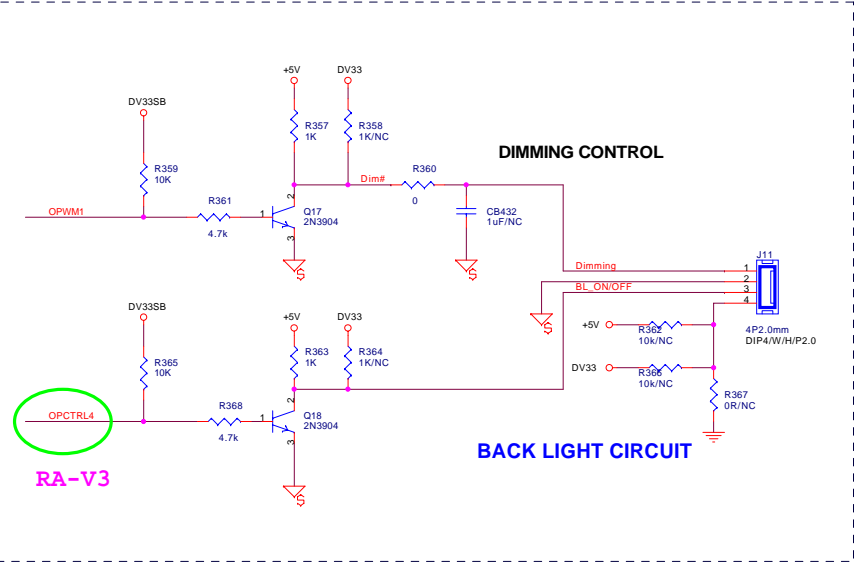 +5V
DV33
DV33SB
R357
1K
R358
1K/NC
DIMMING CONTROL
R359
10K
R360
Dim#
0
R361
OPWM1
4.7k
1
2
3
Q17
2N3904
CB432
1uF/NC
S
S
J11
Dimming
1
BL_ON/OFF
2
3
4
S
4P2.0mm
DIP4/W/H/P2.0
DV33SB
+5V
DV33
+5V
R362
10k/NC
R363
1K
R364
1K/NC
R365
10K
DV33
R366
10k/NC
R367
0R/NC
OPCTRL4
R368
4.7k
1
2
3
Q18
2N3904
BACK LIGHT CIRCUIT
RA-V3
S